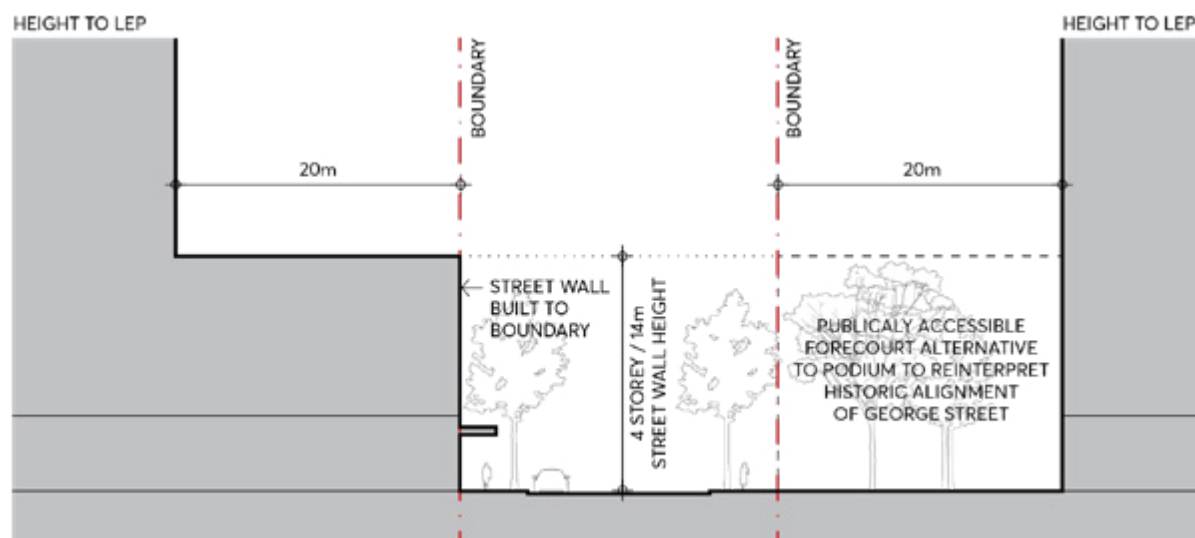 HEIGHT TO LEP
HEIGHT TO LEP
BOUNDARY
BOUNDARY
20m
20m
STREET WALL
BUILT TO
BOUNDARY
4 STOREY / 14m
STREET WALL HEIGHT
PUBLICALY ACCESSIBLE
FORECOURT ALTERNATIVE
TO PODIUM TO REINTERPRET
HISTORIC ALIGNMENT
OF GEORGE STREET